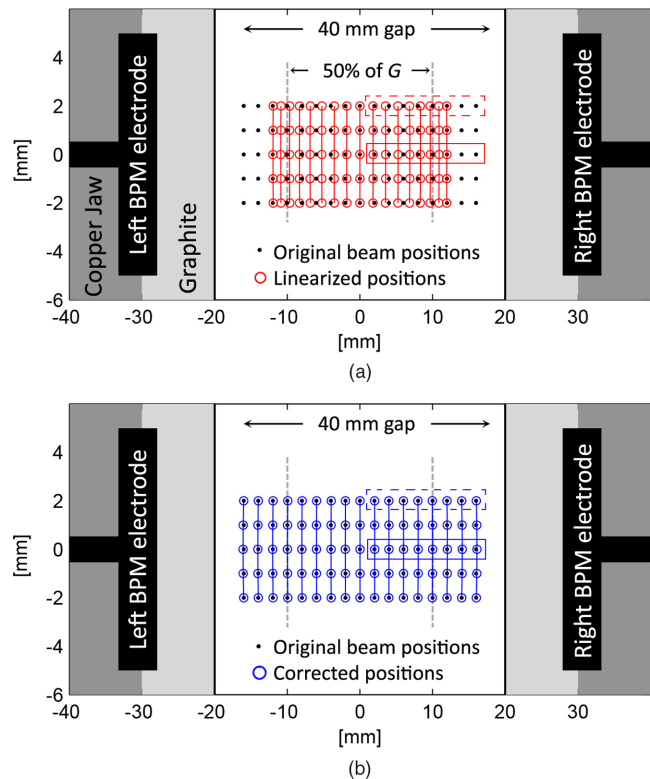 40 mm gap
50% of G
Copper Jaw
Left BPM electrode
Graphite
Right BPM electrode
Original beam positions
Linearized positions
[mm]
6
4
2
0
-2
-4
-6
-40 -30 -20 -10 0 10 20 30
[mm]
(a)
40 mm gap
Left BPM electrode
Right BPM electrode
Original beam positions
Corrected positions
[mm]
6
4
2
0
-2
-4
-6
-40 -30 -20 -10 0 10 20 30
[mm]
(b)